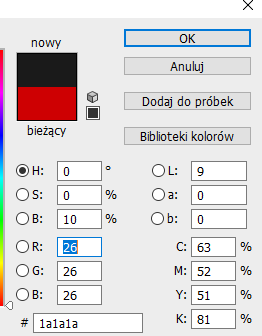 nowy
OK
Anuluj
Dodaj do próbek
bieżący
Biblioteki kolorów
H: 0 °
L: 9
S: 0 %
a: 0
B: 10 %
b: 0
R: 26
C: 63 %
G: 26
M: 52 %
B: 26
Y: 51 %
# 1a1a1a
K: 81 %